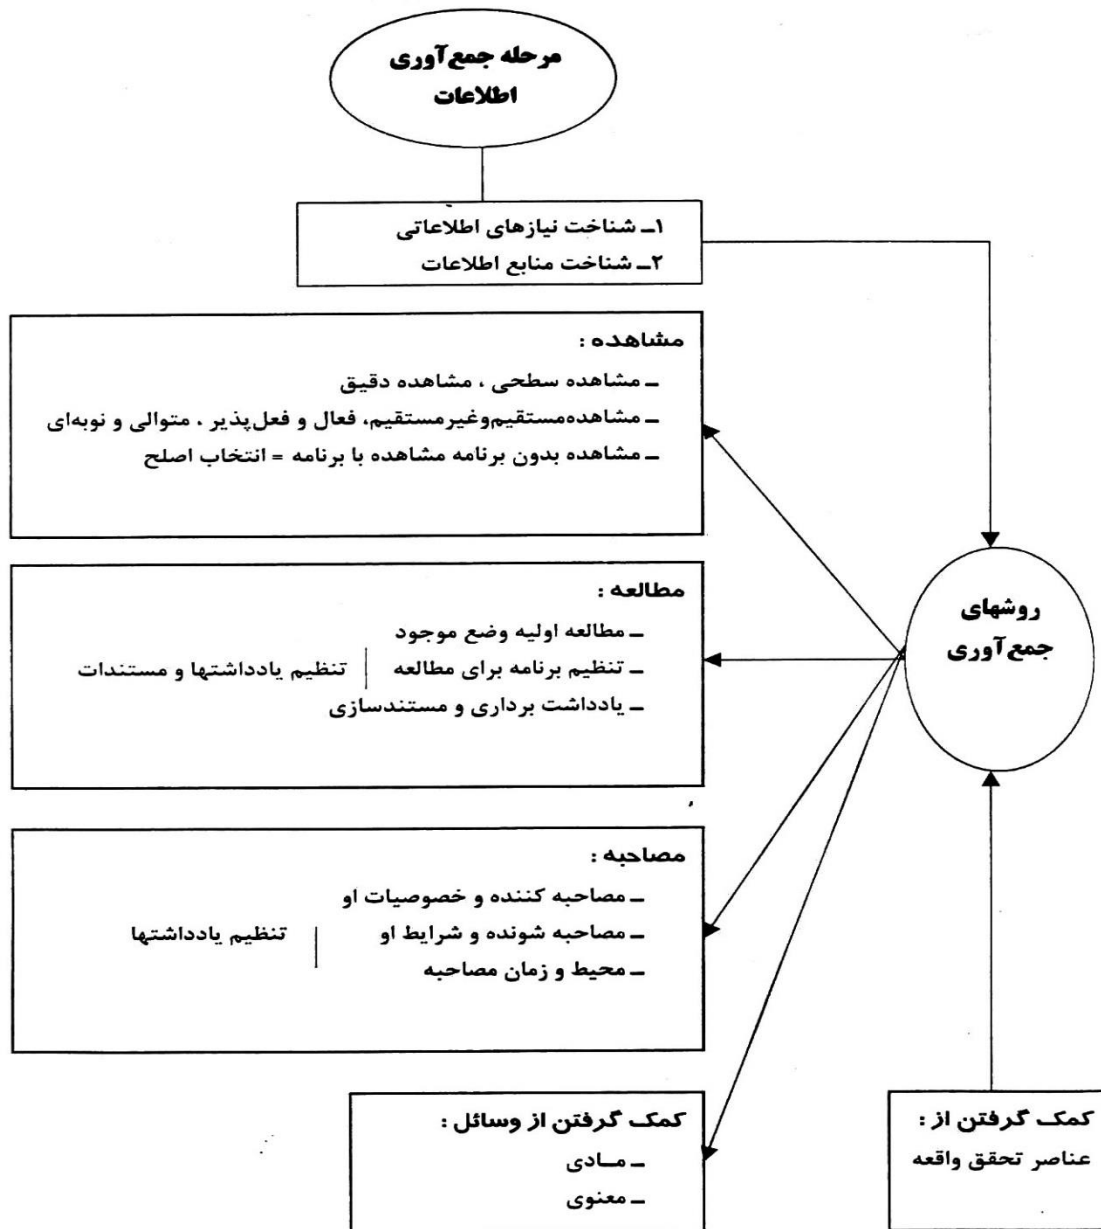 مرحله جمع‌آوری
اطلاعات
۱ـ شناخت نیازهای اطلاعاتی
۲ـ شناخت منابع اطلاعات
مشاهده :
ـ مشاهده سطحی ، مشاهده دقیق
ـ مشاهده‌مستقیم‌وغیرمستقیم، فعال و فعل‌پذیر ، متوالی و نوبه‌ای
ـ مشاهده بدون برنامه مشاهده با برنامه = انتخاب اصلح
روشهای
جمع‌آوری
مطالعه :
ـ مطالعه اولیه وضع موجود
ـ تنظیم برنامه برای مطالعه | تنظیم یادداشتها و مستندات
ـ یادداشت برداری و مستندسازی
مصاحبه :
ـ مصاحبه کننده و خصوصیات او
ـ مصاحبه شونده و شرایط او | تنظیم یادداشتها
ـ محیط و زمان مصاحبه
کمک گرفتن از :
عناصر تحقق واقعه
کمک گرفتن از وسائل :
ـ مــادی
ـ معنوی